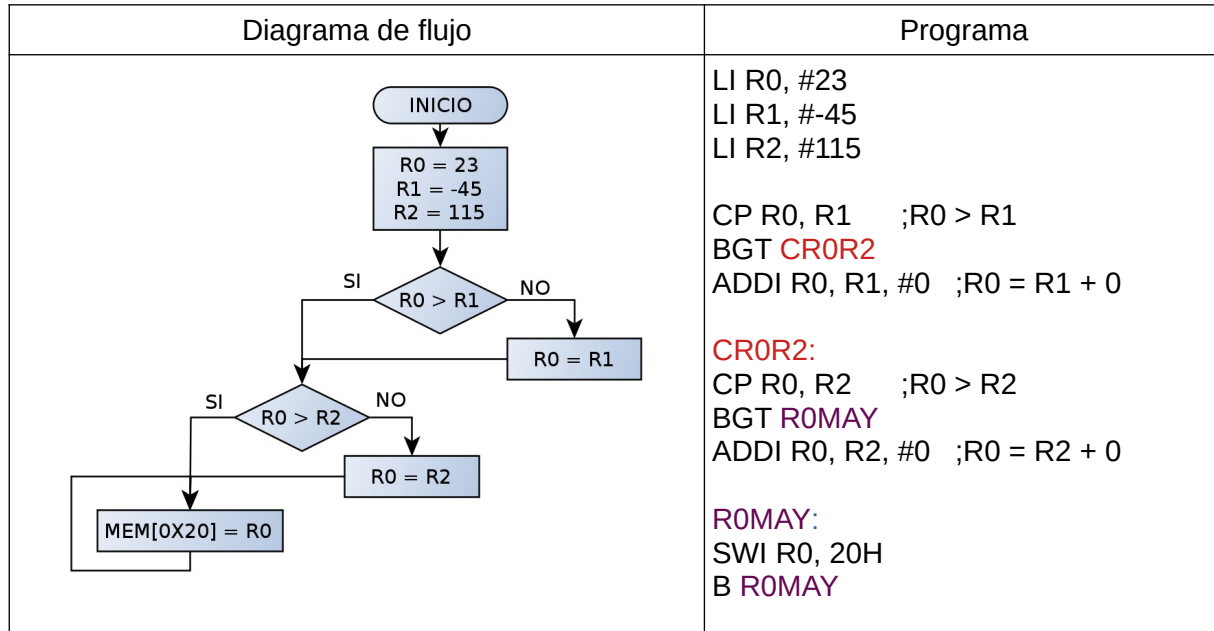 Diagrama de flujo
Programa
INICIO
R0 = 23
R1 = -45
R2 = 115
SI
R0 > R1
NO
R0 = R1
SI
R0 > R2
NO
R0 = R2
MEM[0X20] = R0
LI R0, #23
LI R1, #-45
LI R2, #115
CP R0, R1 ;R0 > R1
BGT CR0R2
ADDI R0, R1, #0 ;R0 = R1 + 0
CR0R2:
CP R0, R2 ;R0 > R2
BGT R0MAY
ADDI R0, R2, #0 ;R0 = R2 + 0
R0MAY:
SWI R0, 20H
B R0MAY